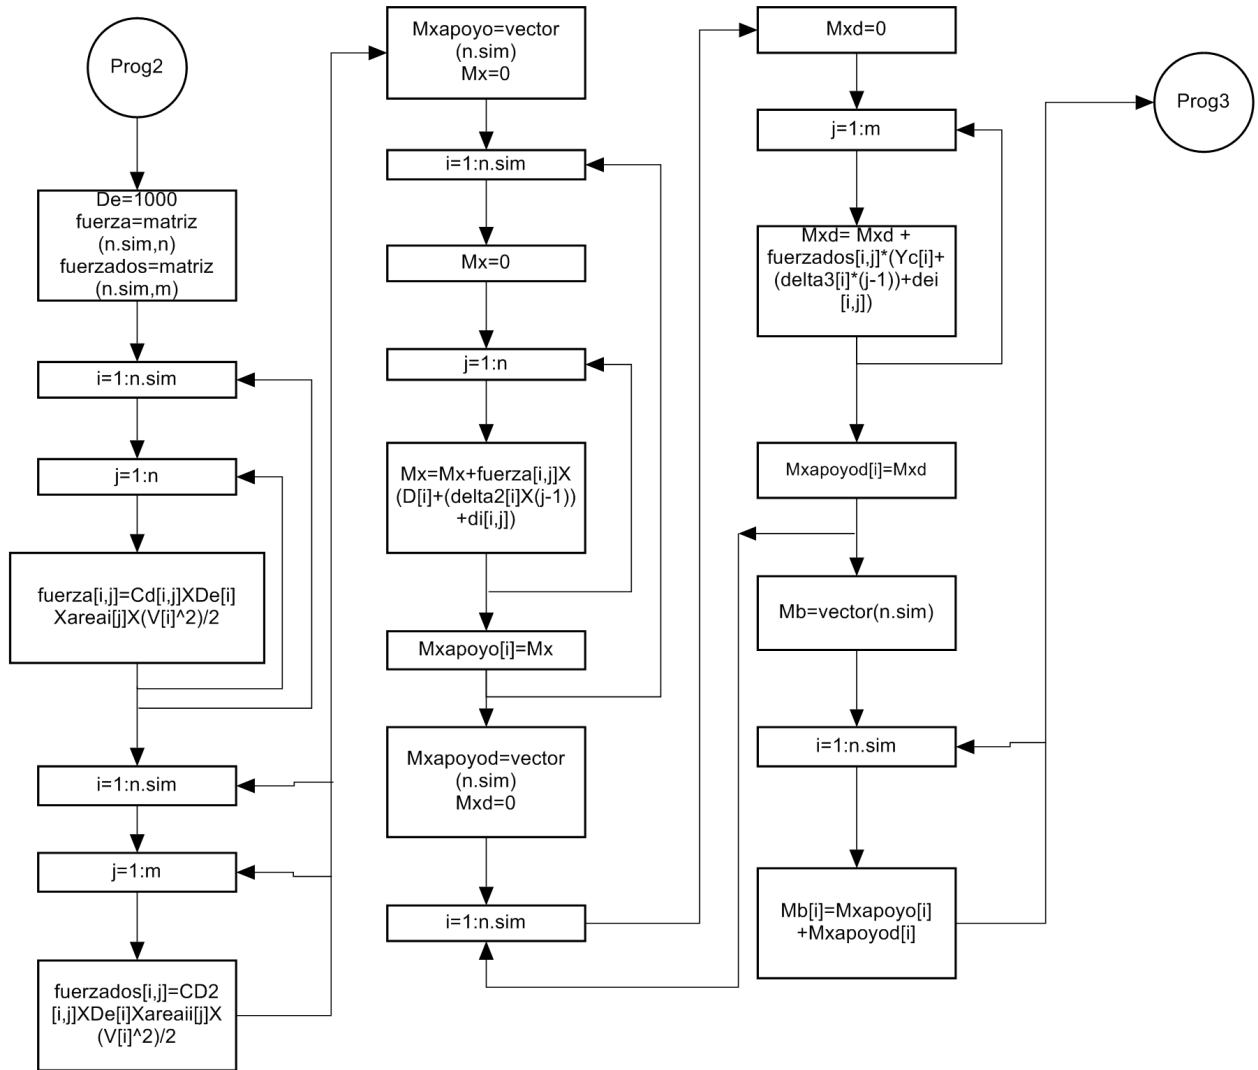 Prog2
De=1000
fuerza=matriz
(n.sim,n)
fuerzados=matriz
(n.sim,m)
i=1:n.sim
j=1:n
fuerza[i,j]=Cd[i,j]XDe[i]
Xareai[j]X(V[i]^2)/2
i=1:n.sim
j=1:m
fuerzados[i,j]=CD2
[i,j]XDe[i]Xareaii[j]X
(V[i]^2)/2
Mxapoyo=vector
(n.sim)
Mx=0
i=1:n.sim
Mx=0
j=1:n
Mx=Mx+fuerza[i,j]X
(D[i]+(delta2[i]X(j-1))
+di[i,j])
Mxapoyo[i]=Mx
Mxapoyod=vector
(n.sim)
Mxd=0
i=1:n.sim
Mxd=0
j=1:m
Mxd= Mxd +
fuerzados[i,j]*(Yc[i]+
(delta3[i]*(j-1))+dei
[i,j])
Mxapoyod[i]=Mxd
Mb=vector(n.sim)
i=1:n.sim
Mb[i]=Mxapoyo[i]
+Mxapoyod[i]
Prog3